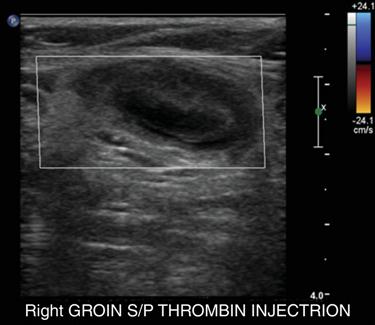 P
+24.1
x
-24.1
cm/s
4.0
Right GROIN S/P THROMBIN INJECTRION